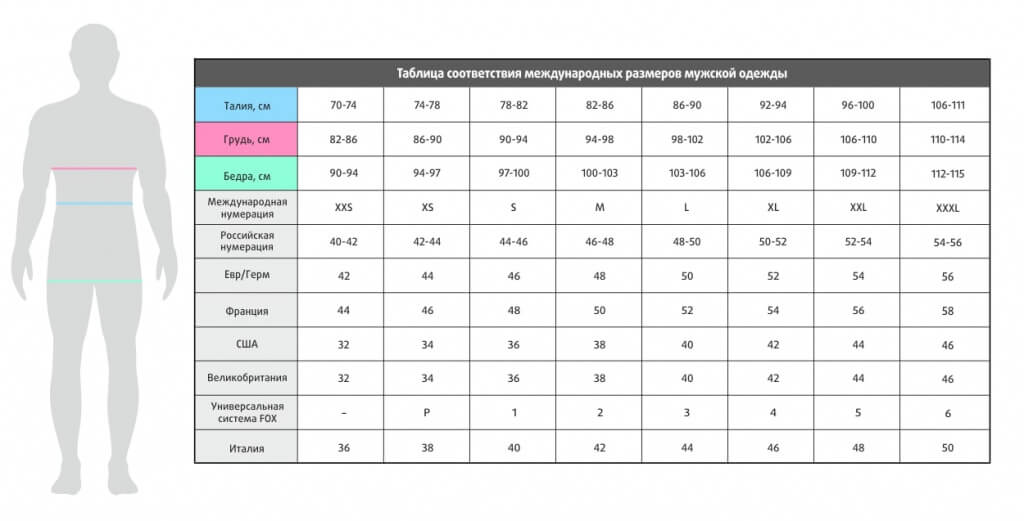 Таблица соответствия международных размеров мужской одежды
Талия, см 70-74 74-78 78-82 82-86 86-90 92-94 96-100 106-111
Грудь, см 82-86 86-90 90-94 94-98 98-102 102-106 106-110 110-114
Бедра, см 90-94 94-97 97-100 100-103 103-106 106-109 109-112 112-115
Международная
нумерация XXS XS S M L XL XXL XXXL
Российская
нумерация 40-42 42-44 44-46 46-48 48-50 50-52 52-54 54-56
Евр/Герм 42 44 46 48 50 52 54 56
Франция 44 46 48 50 52 54 56 58
США 32 34 36 38 40 42 44 46
Великобритания 32 34 36 38 40 42 44 46
Универсальная
система FOX – P 1 2 3 4 5 6
Италия 36 38 40 42 44 46 48 50